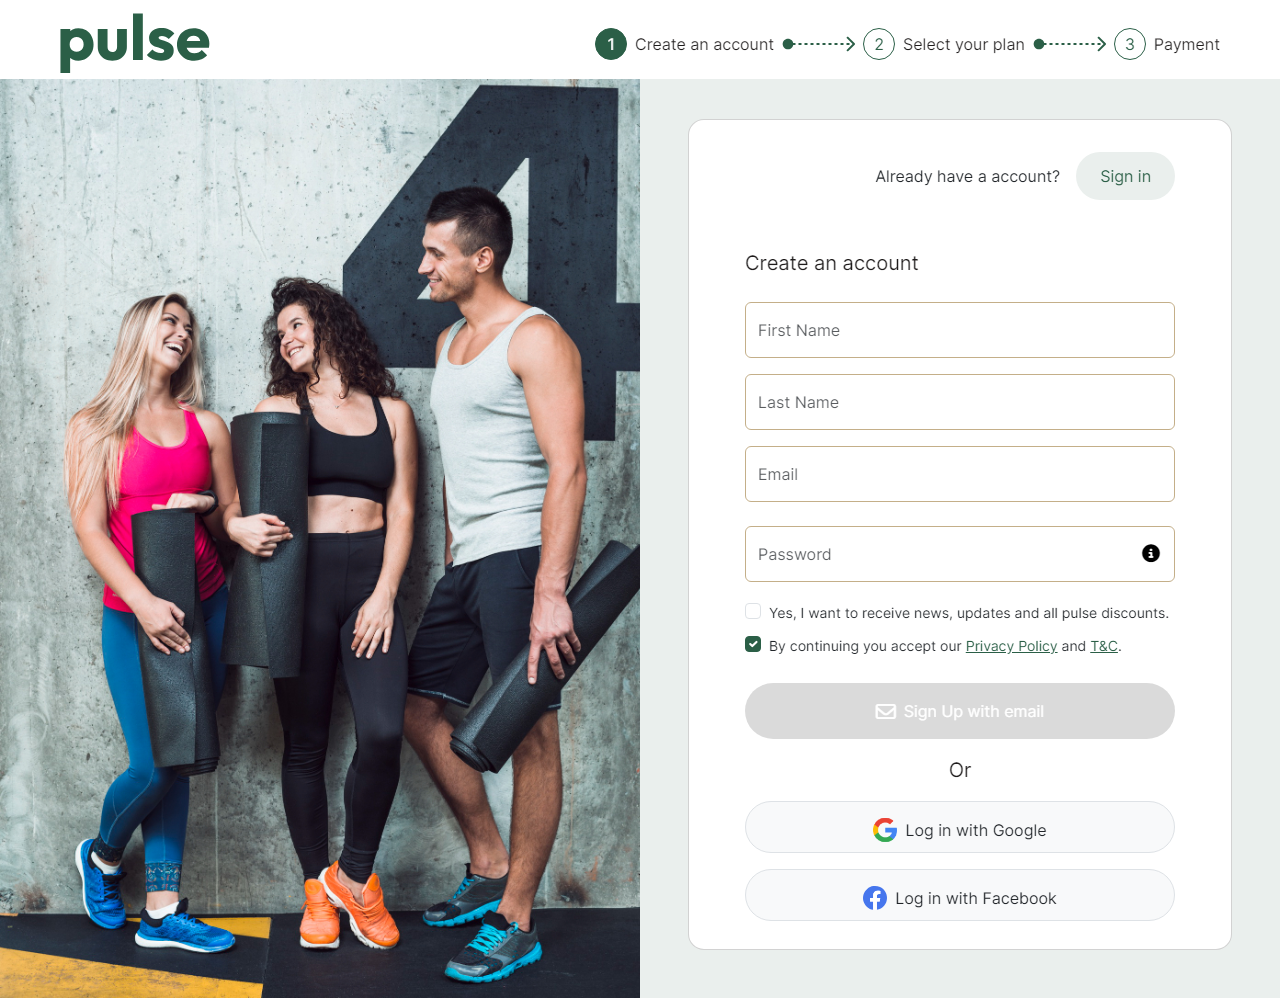 pulse
1 Create an account 2 Select your plan 3 Payment
4
Already have a account? Sign in
Create an account
First Name
Last Name
Email
Password
Yes, I want to receive news, updates and all pulse discounts.
By continuing you accept our Privacy Policy and T&C.
Sign Up with email
Or
Log in with Google
Log in with Facebook